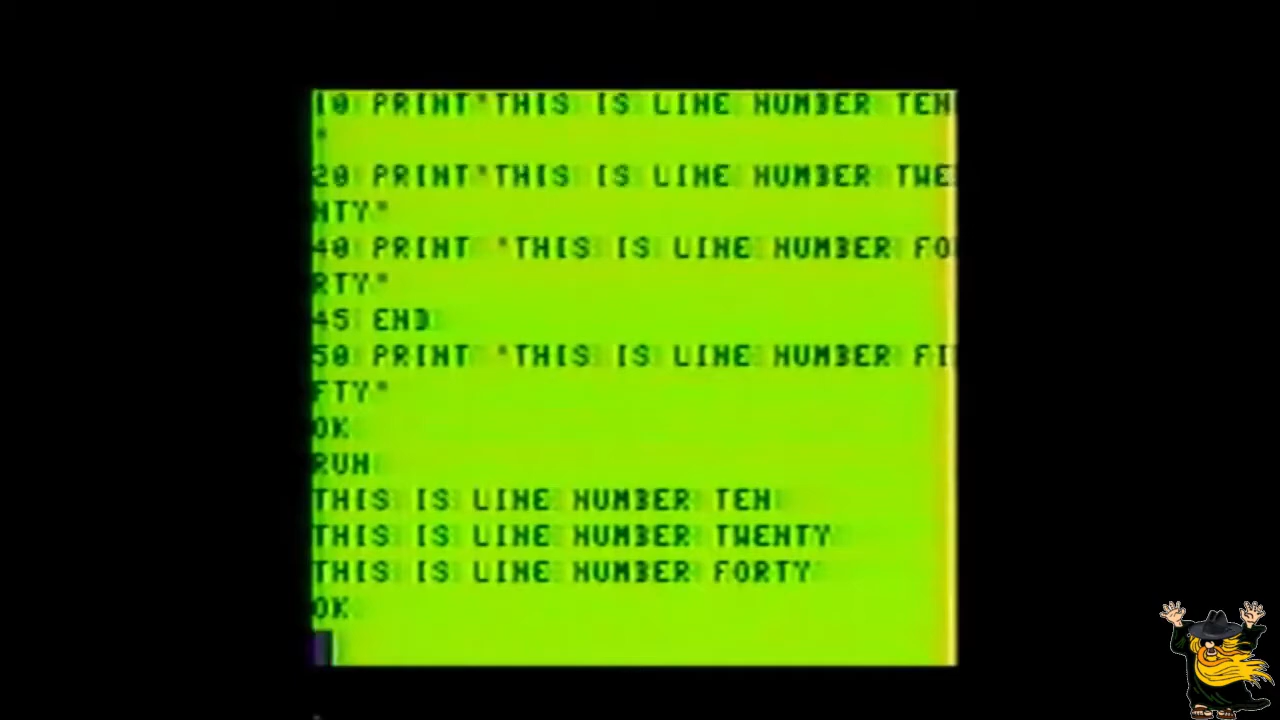 10 PRINT"THIS IS LINE NUMBER TEN
"
20 PRINT"THIS IS LINE NUMBER TWE
NTY"
40 PRINT "THIS IS LINE NUMBER FO
RTY"
45 END
50 PRINT "THIS IS LINE NUMBER FI
FTY"
OK
RUN
THIS IS LINE NUMBER TEN
THIS IS LINE NUMBER TWENTY
THIS IS LINE NUMBER FORTY
OK